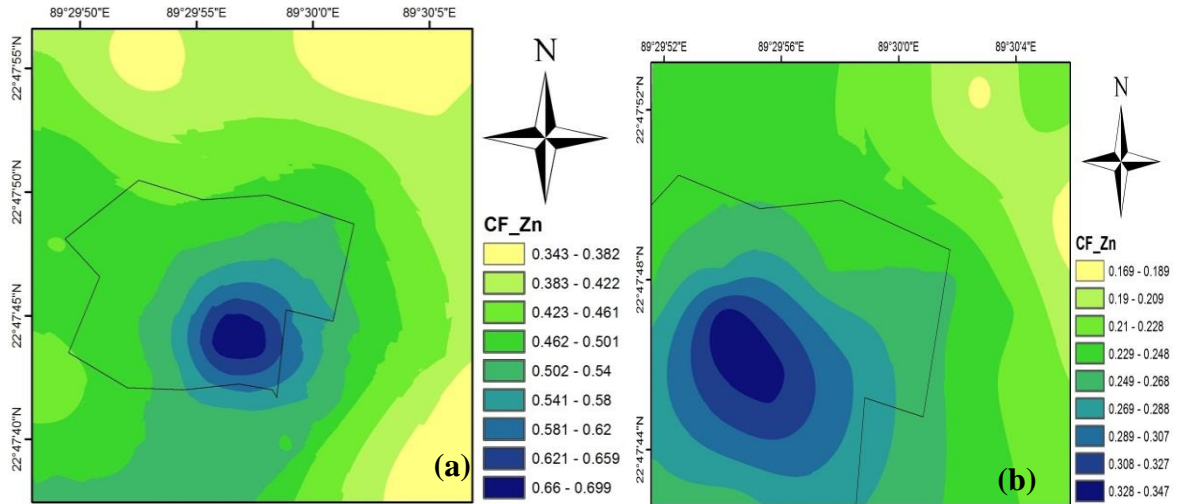 89°29'50"E 89°29'55"E 89°30'0"E 89°30'5"E
22°47'55"N
22°47'50"N
22°47'45"N
22°47'40"N
N
CF_Zn
0.343 - 0.382
0.383 - 0.422
0.423 - 0.461
0.462 - 0.501
0.502 - 0.54
0.541 - 0.58
0.581 - 0.62
0.621 - 0.659
0.66 - 0.699
(a)
89°29'52"E 89°29'56"E 89°30'0"E 89°30'4"E
22°47'52"N
22°47'48"N
22°47'44"N
N
CF_Zn
0.169 - 0.189
0.19 - 0.209
0.21 - 0.228
0.229 - 0.248
0.249 - 0.268
0.269 - 0.288
0.289 - 0.307
0.308 - 0.327
0.328 - 0.347
(b)